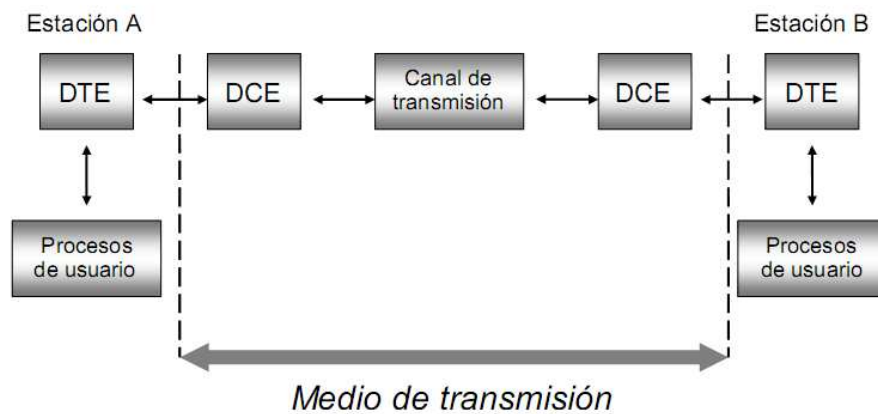 Estación A
Estación B
DTE
DCE
Canal de
transmisión
DCE
DTE
Procesos
de usuario
Procesos
de usuario
Medio de transmisión